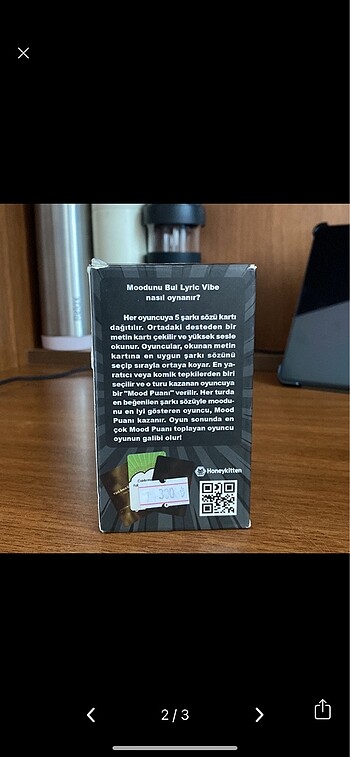 Moodunu Bul Lyric Vibe
nasıl oynanır?
Her oyuncuya 5 şarkı sözü kartı
dağıtılır. Ortadaki desteden bir
metin kartı çekilir ve yüksek sesle
okunur. Oyuncular, okunan metin
kartına en uygun şarkı sözünü
seçip sırayla ortaya koyar. En ya-
ratıcı veya komik tepkilerden biri
seçilir ve o turu kazanan oyuncuya
bir "Mood Puanı" verilir. Her turda
en beğenilen şarkı sözüyle moodu-
nu en iyi gösteren oyuncu, Mood
Puanı kazanır. Oyun sonunda en
çok Mood Puanı toplayan oyuncu
oyunun galibi olur!
Honeykitten
300
2/3